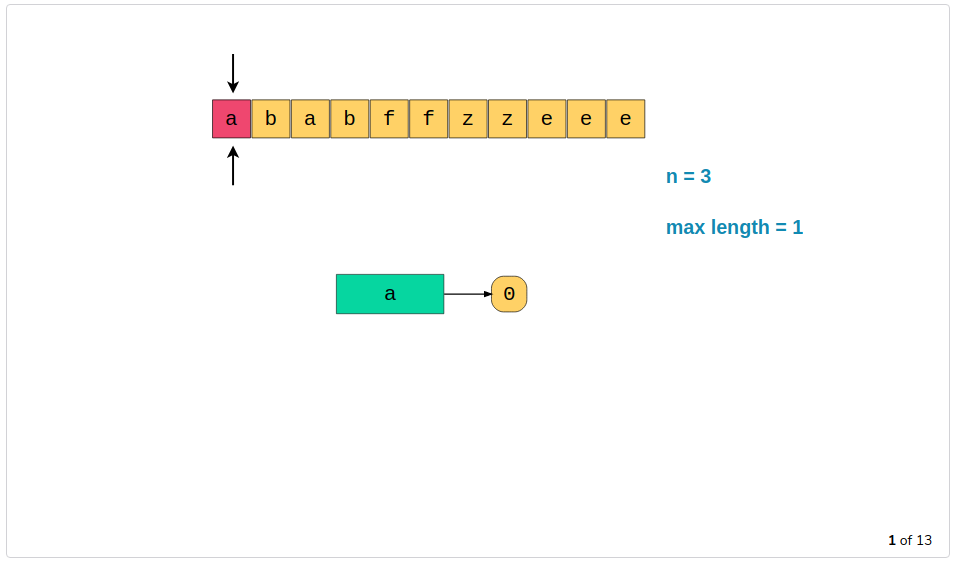 a b a b f f z z e e e
n = 3
max length = 1
a 0
1 of 13